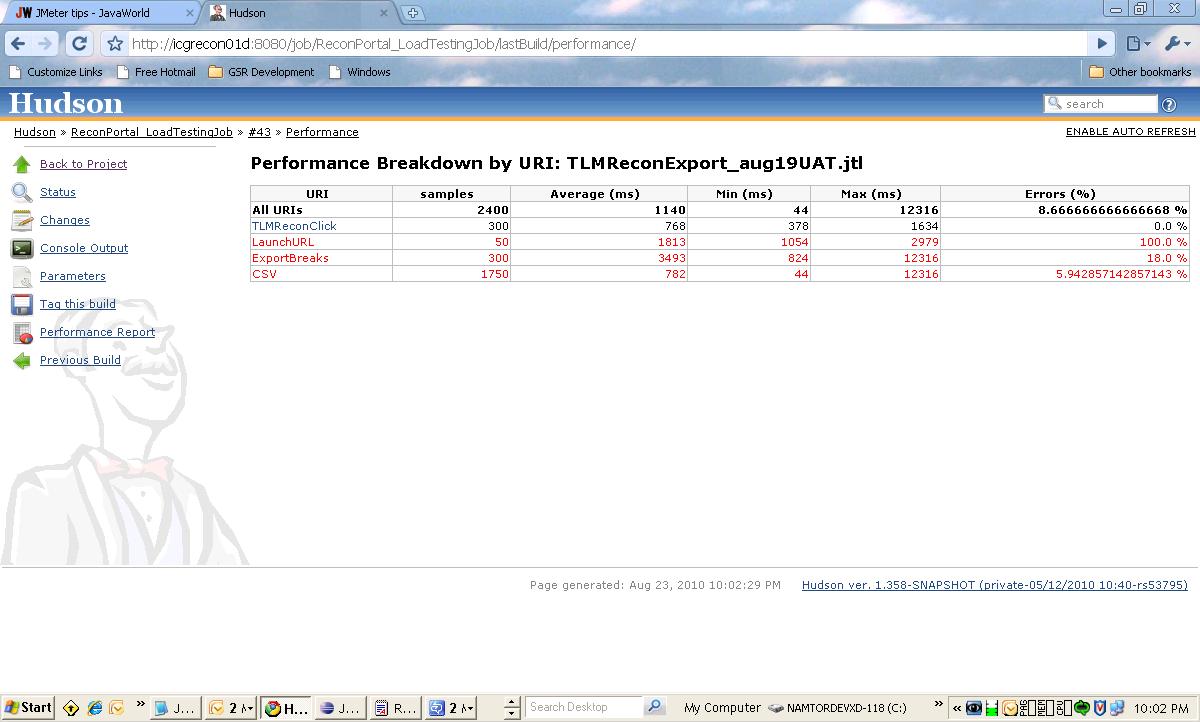 JW JMeter tips - JavaWorld
Hudson
http://icgrecon01d:8080/job/ReconPortal_LoadTestingJob/lastBuild/performance/
Customize Links Free Hotmail GSR Development Windows Other bookmarks
Hudson
search
Hudson » ReconPortal_LoadTestingJob » #43 » Performance
ENABLE AUTO REFRESH
Back to Project
Status
Changes
Console Output
Parameters
Tag this build
Performance Report
Previous Build
Performance Breakdown by URI: TLMReconExport_aug19UAT.jtl
URI samples Average (ms) Min (ms) Max (ms) Errors (%)
All URIs 2400 1140 44 12316 8.666666666666668 %
TLMReconClick 300 768 378 1634 0.0 %
LaunchURL 50 1813 1054 2979 100.0 %
ExportBreaks 300 3493 824 12316 18.0 %
CSV 1750 782 44 12316 5.942857142857143 %
Page generated: Aug 23, 2010 10:02:29 PM
Hudson ver. 1.358-SNAPSHOT (private-05/12/2010 10:40-rs53795)
Start
J...
2
H...
J...
R...
2
Search Desktop
My Computer
NAMTORDEVXD-118 (C:)
10:02 PM